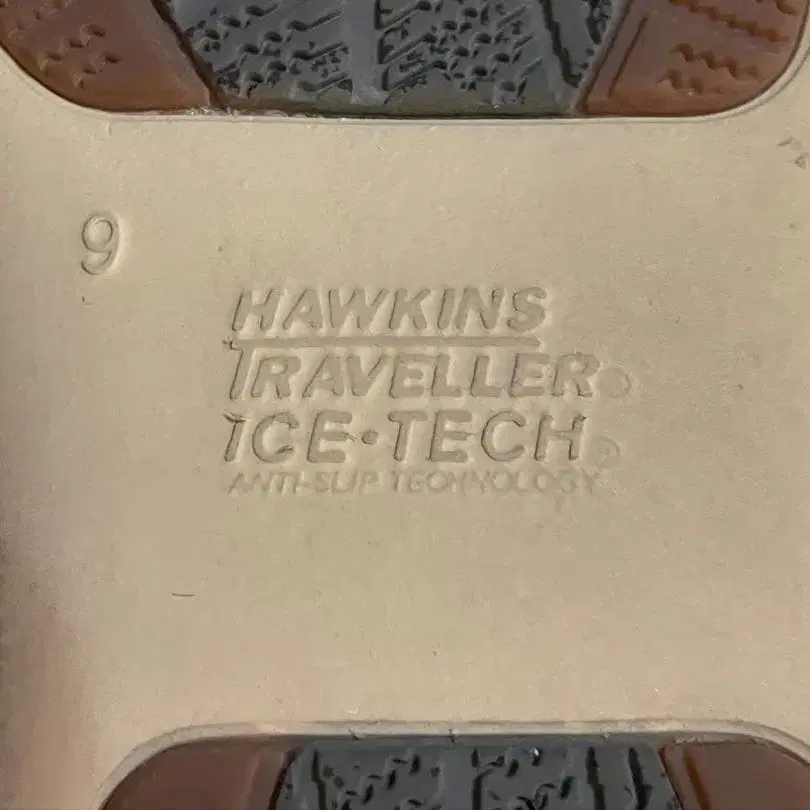 9
HAWKINS
TRAVELLER®
ICE·TECH®
ANTI-SLIP TECHNOLOGY